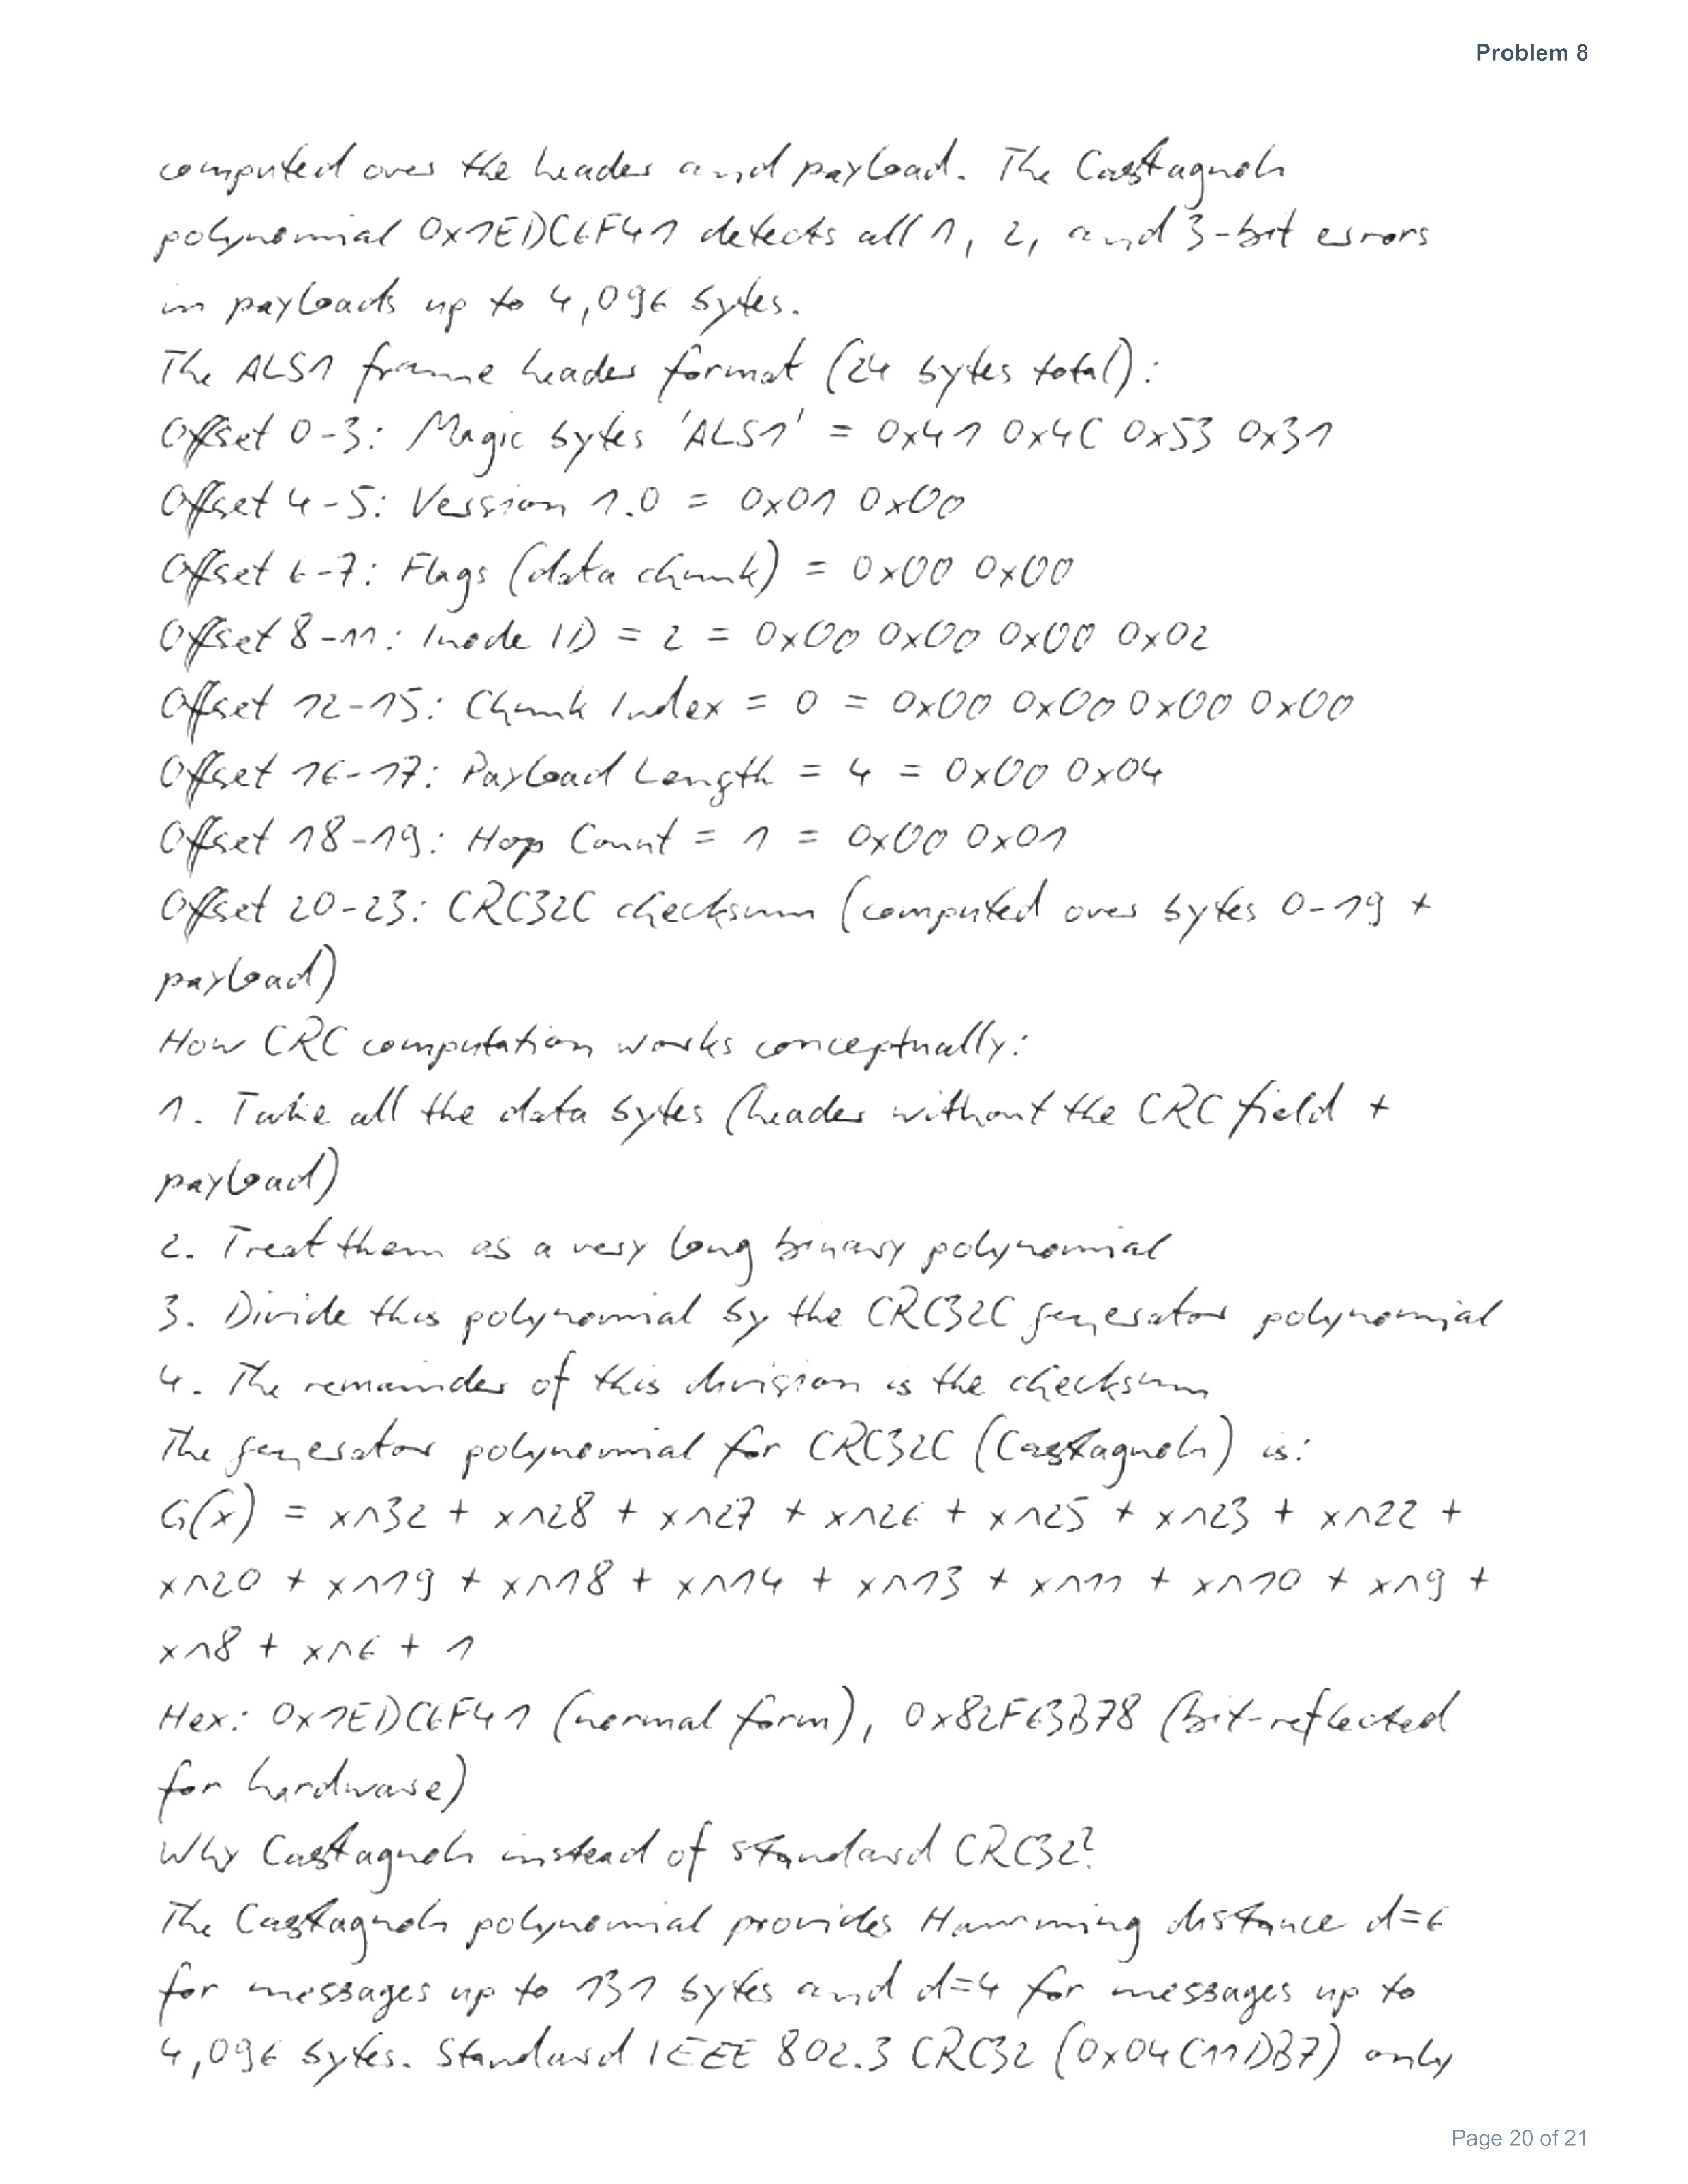 Problem 8
computed over the header and payload. The Castagnoli
polynomial 0x1EDC6F41 detects all 1, 2, and 3-bit errors
in payloads up to 4,096 bytes.
The ALS1 frame header format (24 bytes total):
Offset 0-3: Magic bytes 'ALS1' = 0x41 0x4C 0x53 0x31
Offset 4-5: Version 1.0 = 0x01 0x00
Offset 6-7: Flags (data chunk) = 0x00 0x00
Offset 8-11: Inode ID = 2 = 0x00 0x00 0x00 0x02
Offset 12-15: Chunk Index = 0 = 0x00 0x00 0x00 0x00
Offset 16-17: Payload Length = 4 = 0x00 0x04
Offset 18-19: Hop Count = 1 = 0x00 0x01
Offset 20-23: CRC32C checksum (computed over bytes 0-19 +
payload)
How CRC computation works conceptually:
1. Take all the data bytes (header without the CRC field +
payload)
2. Treat them as a very long binary polynomial
3. Divide this polynomial by the CRC32C generator polynomial
4. The remainder of this division is the checksum
The generator polynomial for CRC32C (Castagnoli) is:
G(x) = x^32 + x^28 + x^27 + x^26 + x^25 + x^23 + x^22 +
x^20 + x^19 + x^18 + x^14 + x^13 + x^11 + x^10 + x^9 +
x^8 + x^6 + 1
Hex: 0x1EDC6F41 (normal form), 0x82F63B78 (bit-reflected
for hardware)
Why Castagnoli instead of standard CRC32?
The Castagnoli polynomial provides Hamming distance d=6
for messages up to 131 bytes and d=4 for messages up to
4,096 bytes. Standard IEEE 802.3 CRC32 (0x04C11DB7) only
Page 20 of 21